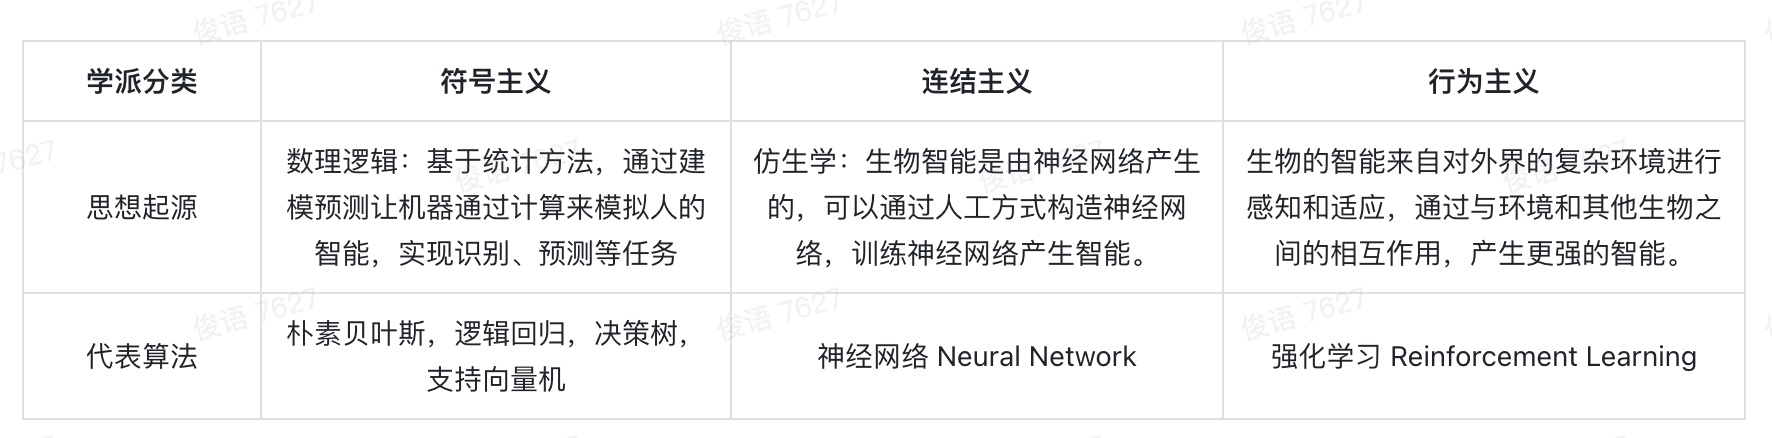 学派分类 符号主义 连结主义 行为主义
思想起源
数理逻辑：基于统计方法，通过建
模预测让机器通过计算来模拟人的
智能，实现识别、预测等任务
仿生学：生物智能是由神经网络产生
的，可以通过人工方式构造神经网
络，训练神经网络产生智能。
生物的智能来自对外界的复杂环境进行
感知和适应，通过与环境和其他生物之
间的相互作用，产生更强的智能。
代表算法
朴素贝叶斯，逻辑回归，决策树，
支持向量机
神经网络 Neural Network
强化学习 Reinforcement Learning
俊语 7627
俊语 7627
俊语 7627
7627
俊语 7627
俊语 7627
俊语 7627
俊语 7627
俊语 7627
俊语 7627